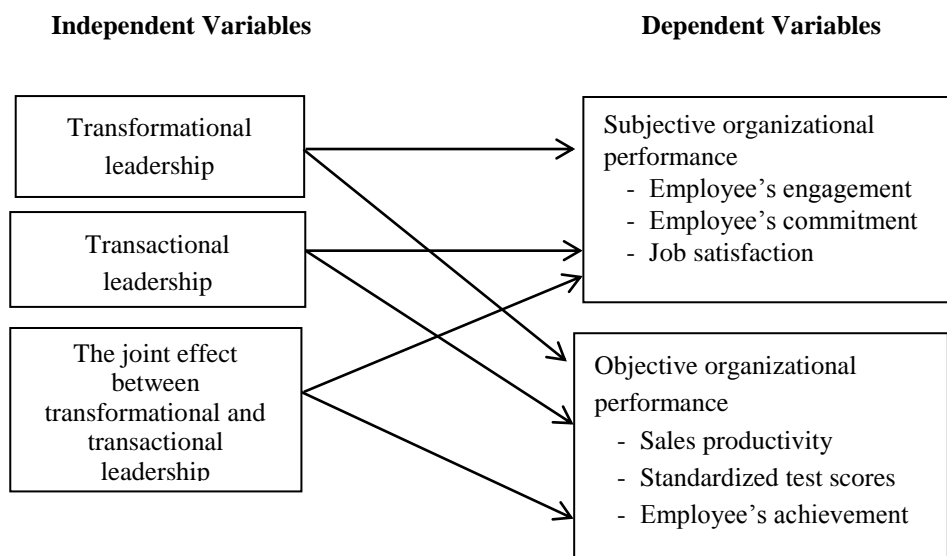 Independent Variables
Dependent Variables
Transformational
leadership
Transactional
leadership
The joint effect
between
transformational and
transactional
leadership
Subjective organizational
performance
- Employee's engagement
- Employee's commitment
- Job satisfaction
Objective organizational
performance
- Sales productivity
- Standardized test scores
- Employee's achievement